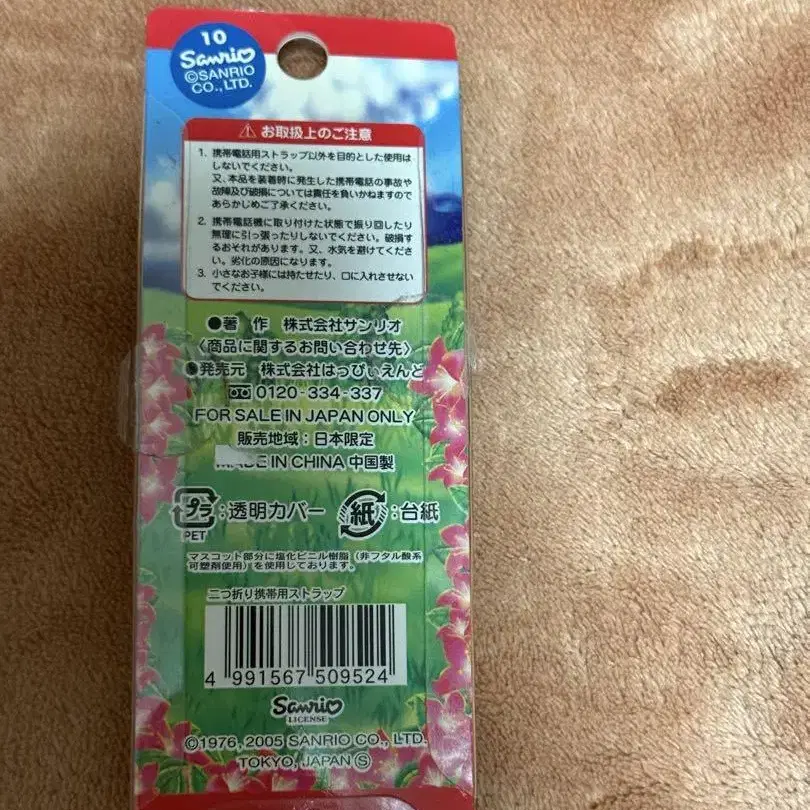 10
Sanrio
©SANRIO
CO.,LTD.
⚠ お取扱上のご注意
1. 携帯電話用ストラップ以外を目的とした使用は
しないでください。
又、本品を装着時に発生した携帯電話の事故や
故障及び破損については責任を負いかねますので
あらかじめご了承ください。
2. 携帯電話機に取り付けた状態で振り回したり
無理に引っ張ったりしないでください。破損す
るおそれがあります。又、水気を避けてくださ
い。劣化の原因になります。
3. 小さなお子様には持たせたり、口に入れさせない
でください。
●著 作 株式会社サンリオ
〈商品に関するお問い合わせ先〉
●発売元 株式会社はっぴぃえんど
0120-334-337
FOR SALE IN JAPAN ONLY
販売地域：日本限定
MADE IN CHINA 中国製
プラ：透明カバー 紙：台紙
PET
マスコット部分に塩化ビニル樹脂（非フタル酸系
可塑剤使用）を使用しております。
二つ折り携帯用ストラップ
4 991567 509524
Sanrio
LICENSE
©1976, 2005 SANRIO CO., LTD.
TOKYO, JAPAN Ⓢ